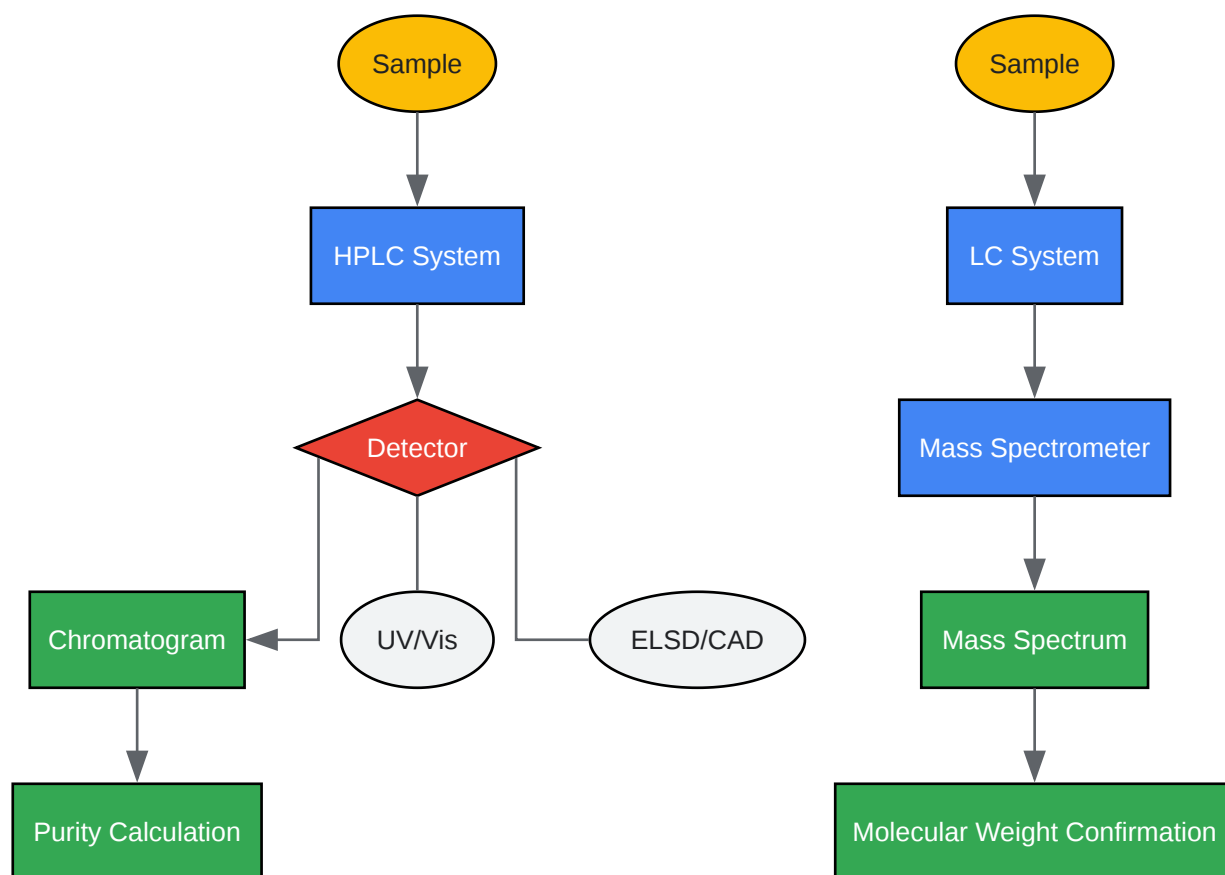 Sample
Sample
HPLC System
LC System
Detector
Mass Spectrometer
Chromatogram
UV/Vis
ELSD/CAD
Mass Spectrum
Purity Calculation
Molecular Weight Confirmation